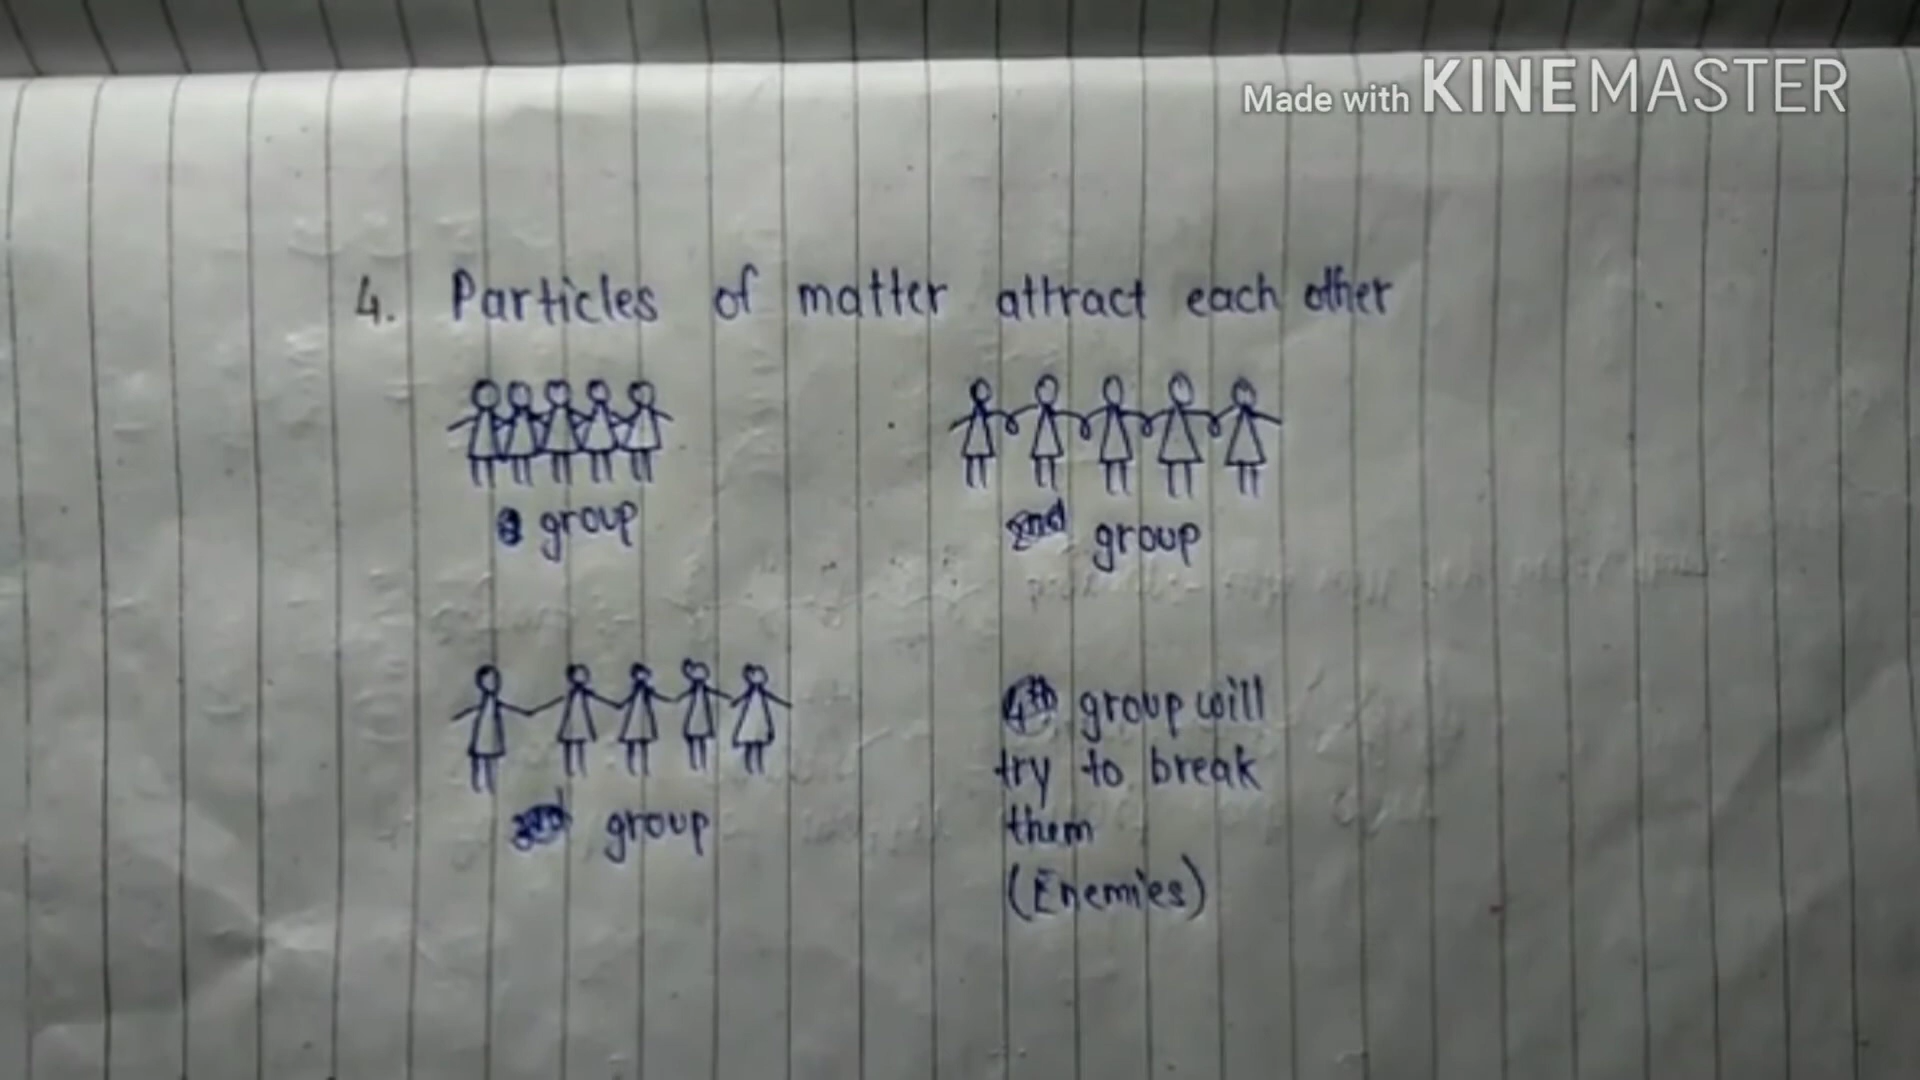 Made with KINEMASTER
4. Particles of matter attract each other
group
2nd group
3rd group
4th group will
try to break
them
(Enemies)